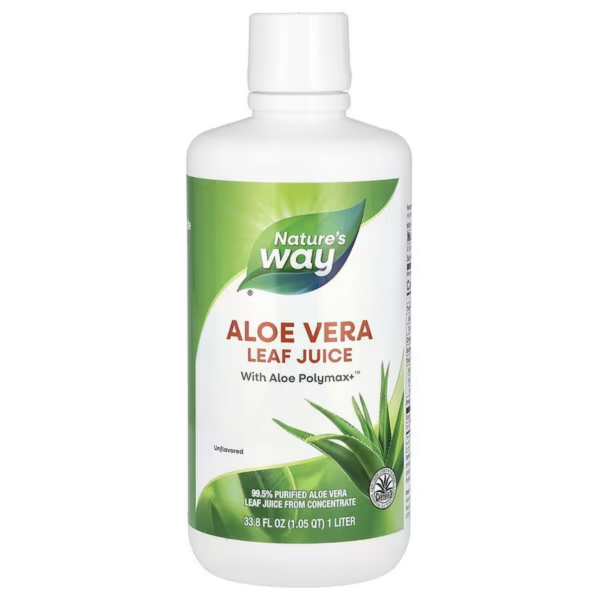 Nature's
way
®
ALOE VERA
LEAF JUICE
With Aloe Polymax+™
Unflavored
99.5% PURIFIED ALOE VERA
LEAF JUICE FROM CONCENTRATE
33.8 FL OZ (1.05 QT) 1 LITER